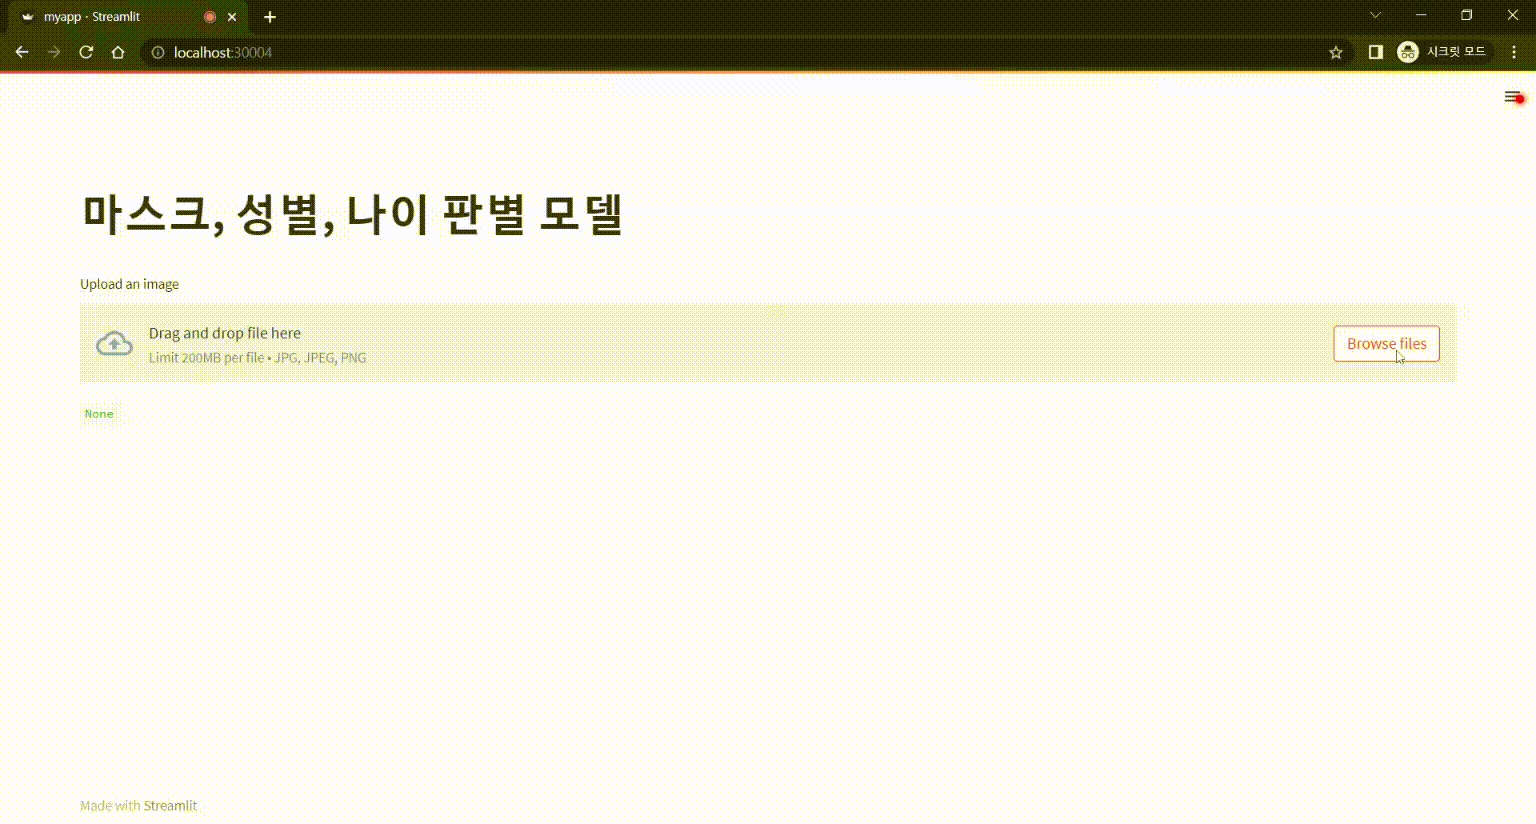 myapp · Streamlit
localhost:30004
시크릿 모드
마스크, 성별, 나이 판별 모델
Upload an image
Drag and drop file here
Limit 200MB per file • JPG, JPEG, PNG
Browse files
None
Made with Streamlit